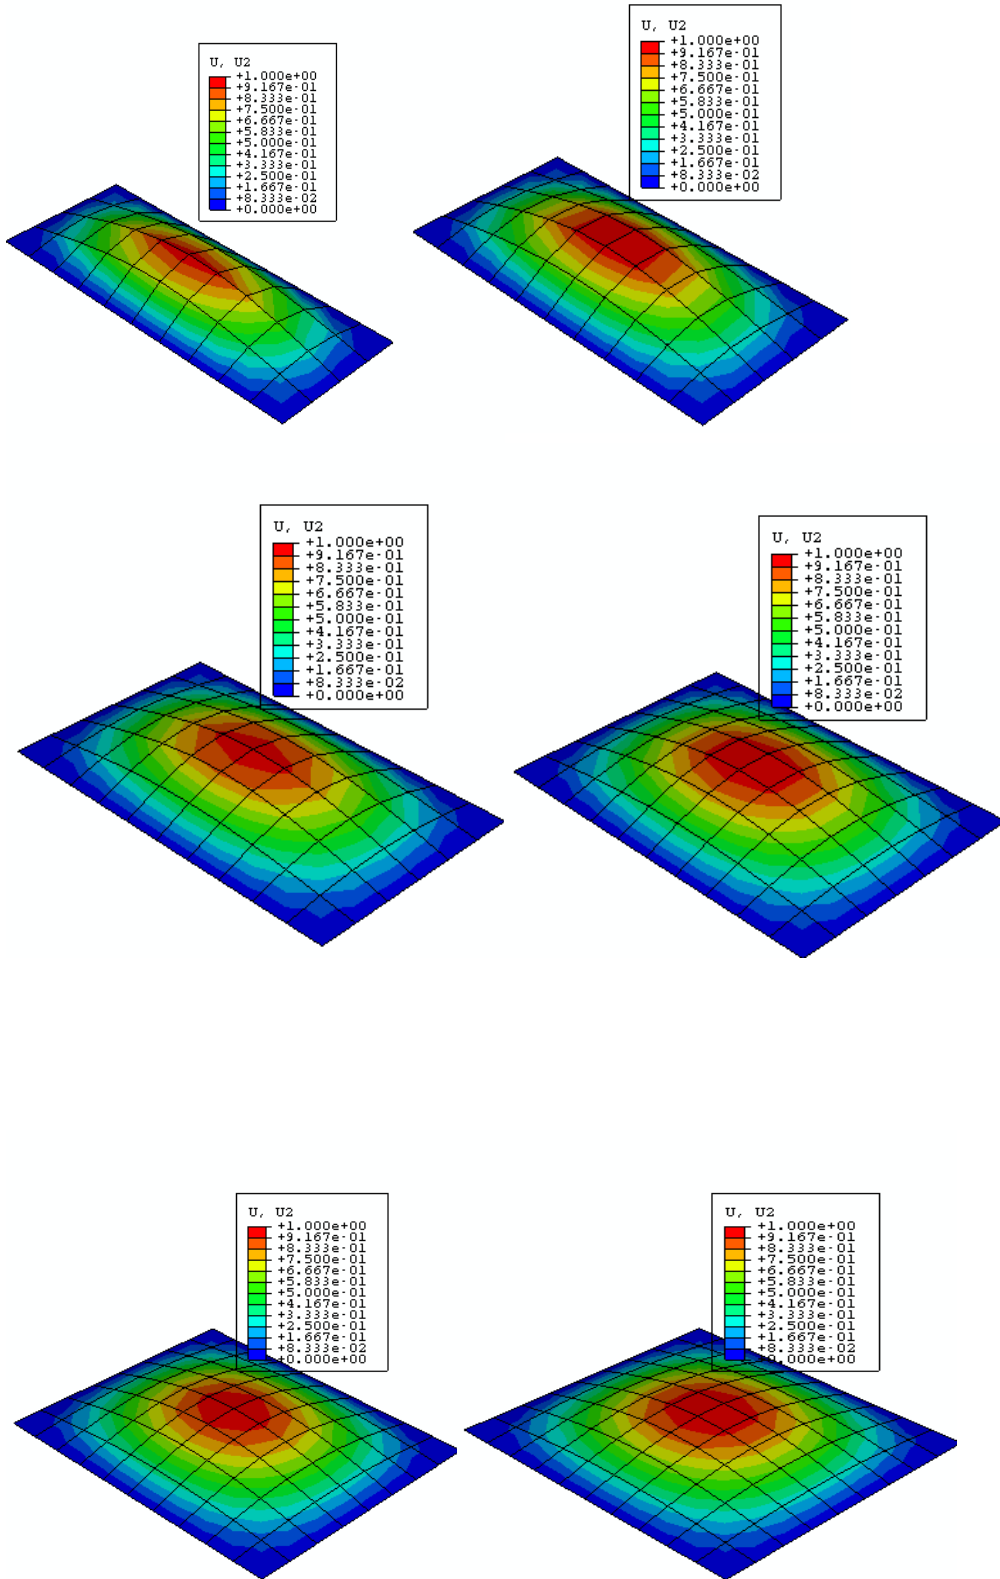 U, U2
+1.000e+00
+9.167e-01
+8.333e-01
+7.500e-01
+6.667e-01
+5.833e-01
+5.000e-01
+4.167e-01
+3.333e-01
+2.500e-01
+1.667e-01
+8.333e-02
+0.000e+00
U, U2
+1.000e+00
+9.167e-01
+8.333e-01
+7.500e-01
+6.667e-01
+5.833e-01
+5.000e-01
+4.167e-01
+3.333e-01
+2.500e-01
+1.667e-01
+8.333e-02
+0.000e+00
U, U2
+1.000e+00
+9.167e-01
+8.333e-01
+7.500e-01
+6.667e-01
+5.833e-01
+5.000e-01
+4.167e-01
+3.333e-01
+2.500e-01
+1.667e-01
+8.333e-02
+0.000e+00
U, U2
+1.000e+00
+9.167e-01
+8.333e-01
+7.500e-01
+6.667e-01
+5.833e-01
+5.000e-01
+4.167e-01
+3.333e-01
+2.500e-01
+1.667e-01
+8.333e-02
+0.000e+00
U, U2
+1.000e+00
+9.167e-01
+8.333e-01
+7.500e-01
+6.667e-01
+5.833e-01
+5.000e-01
+4.167e-01
+3.333e-01
+2.500e-01
+1.667e-01
+8.333e-02
+0.000e+00
U, U2
+1.000e+00
+9.167e-01
+8.333e-01
+7.500e-01
+6.667e-01
+5.833e-01
+5.000e-01
+4.167e-01
+3.333e-01
+2.500e-01
+1.667e-01
+8.333e-02
+0.000e+00